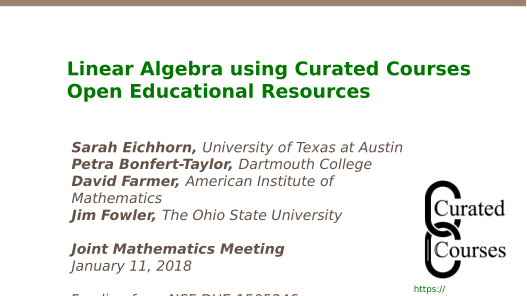 Linear Algebra using Curated Courses
Open Educational Resources
Sarah Eichhorn, University of Texas at Austin
Petra Bonfert-Taylor, Dartmouth College
David Farmer, American Institute of
Mathematics
Jim Fowler, The Ohio State University
Joint Mathematics Meeting
January 11, 2018
Curated
Courses
https://